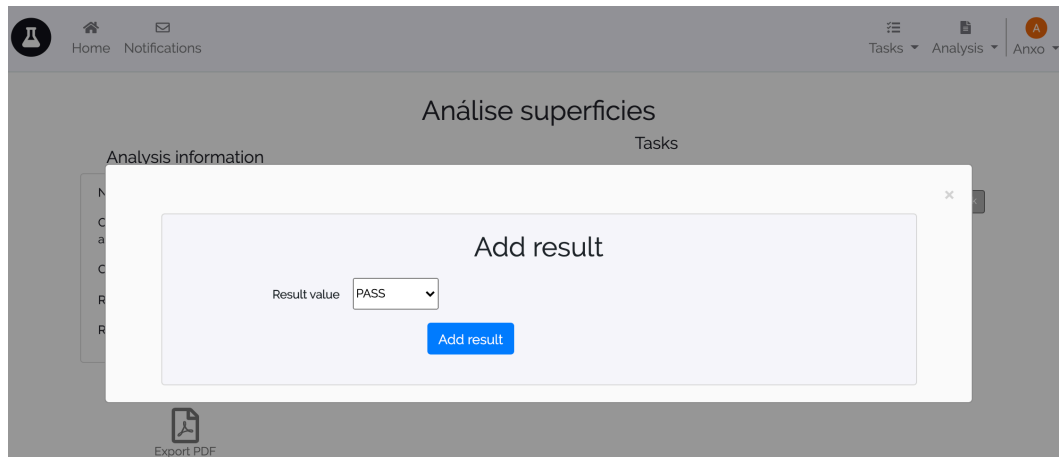 Home Notifications Tasks Analysis A Anxo
Análise superficies
Tasks
Analysis information
×
Add result
Result value PASS
Add result
Export PDF